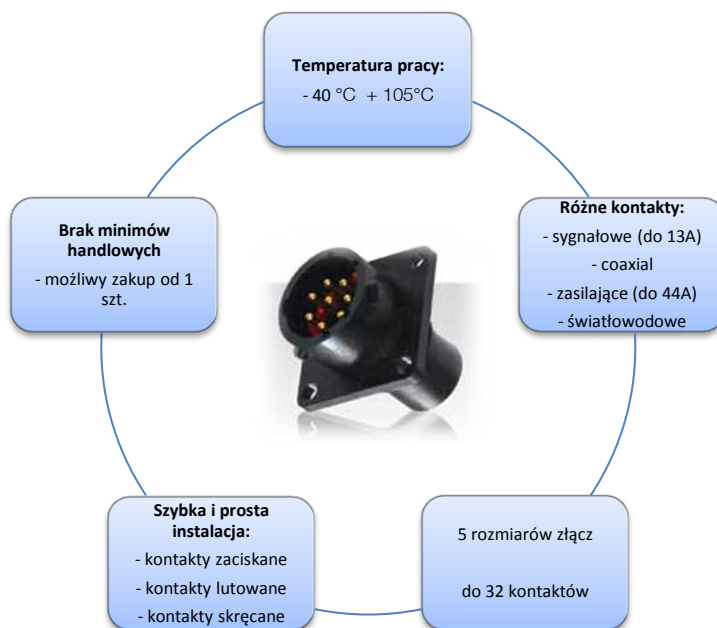 Temperatura pracy:
- 40 °C + 105°C
Różne kontakty:
- sygnałowe (do 13A)
- coaxial
- zasilające (do 44A)
- światłowodowe
5 rozmiarów złącz
do 32 kontaktów
Szybka i prosta
instalacja:
- kontakty zaciskane
- kontakty lutowane
- kontakty skręcane
Brak minimów
handlowych
- możliwy zakup od 1
szt.